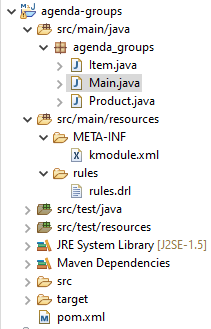 agenda-groups
src/main/java
agenda_groups
Item.java
Main.java
Product.java
src/main/resources
META-INF
kmodule.xml
rules
rules.drl
src/test/java
src/test/resources
JRE System Library [J2SE-1.5]
Maven Dependencies
src
target
pom.xml